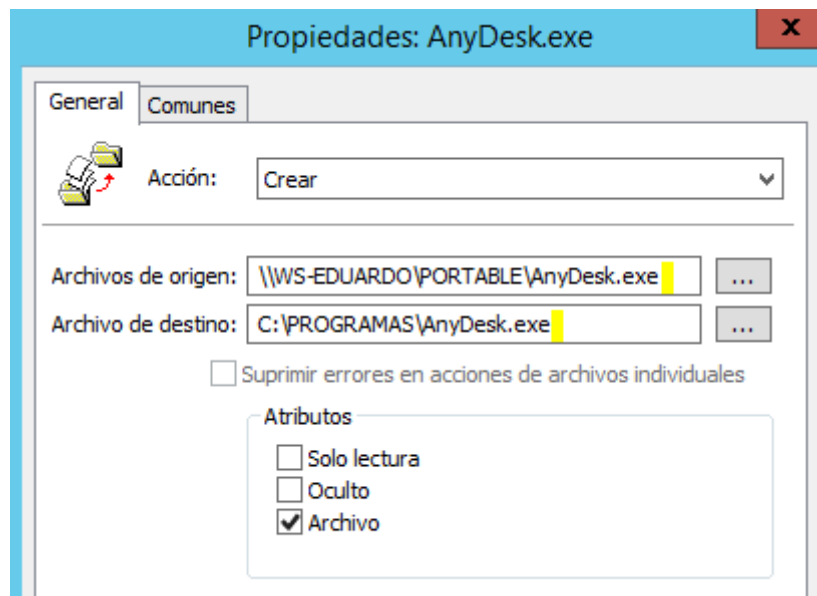 Propiedades: AnyDesk.exe
x
General Comunes
Acción: Crear
Archivos de origen: \\WS-EDUARDO\PORTABLE\AnyDesk.exe ...
Archivo de destino: C:\PROGRAMAS\AnyDesk.exe ...
Suprimir errores en acciones de archivos individuales
Atributos
Solo lectura
Oculto
Archivo